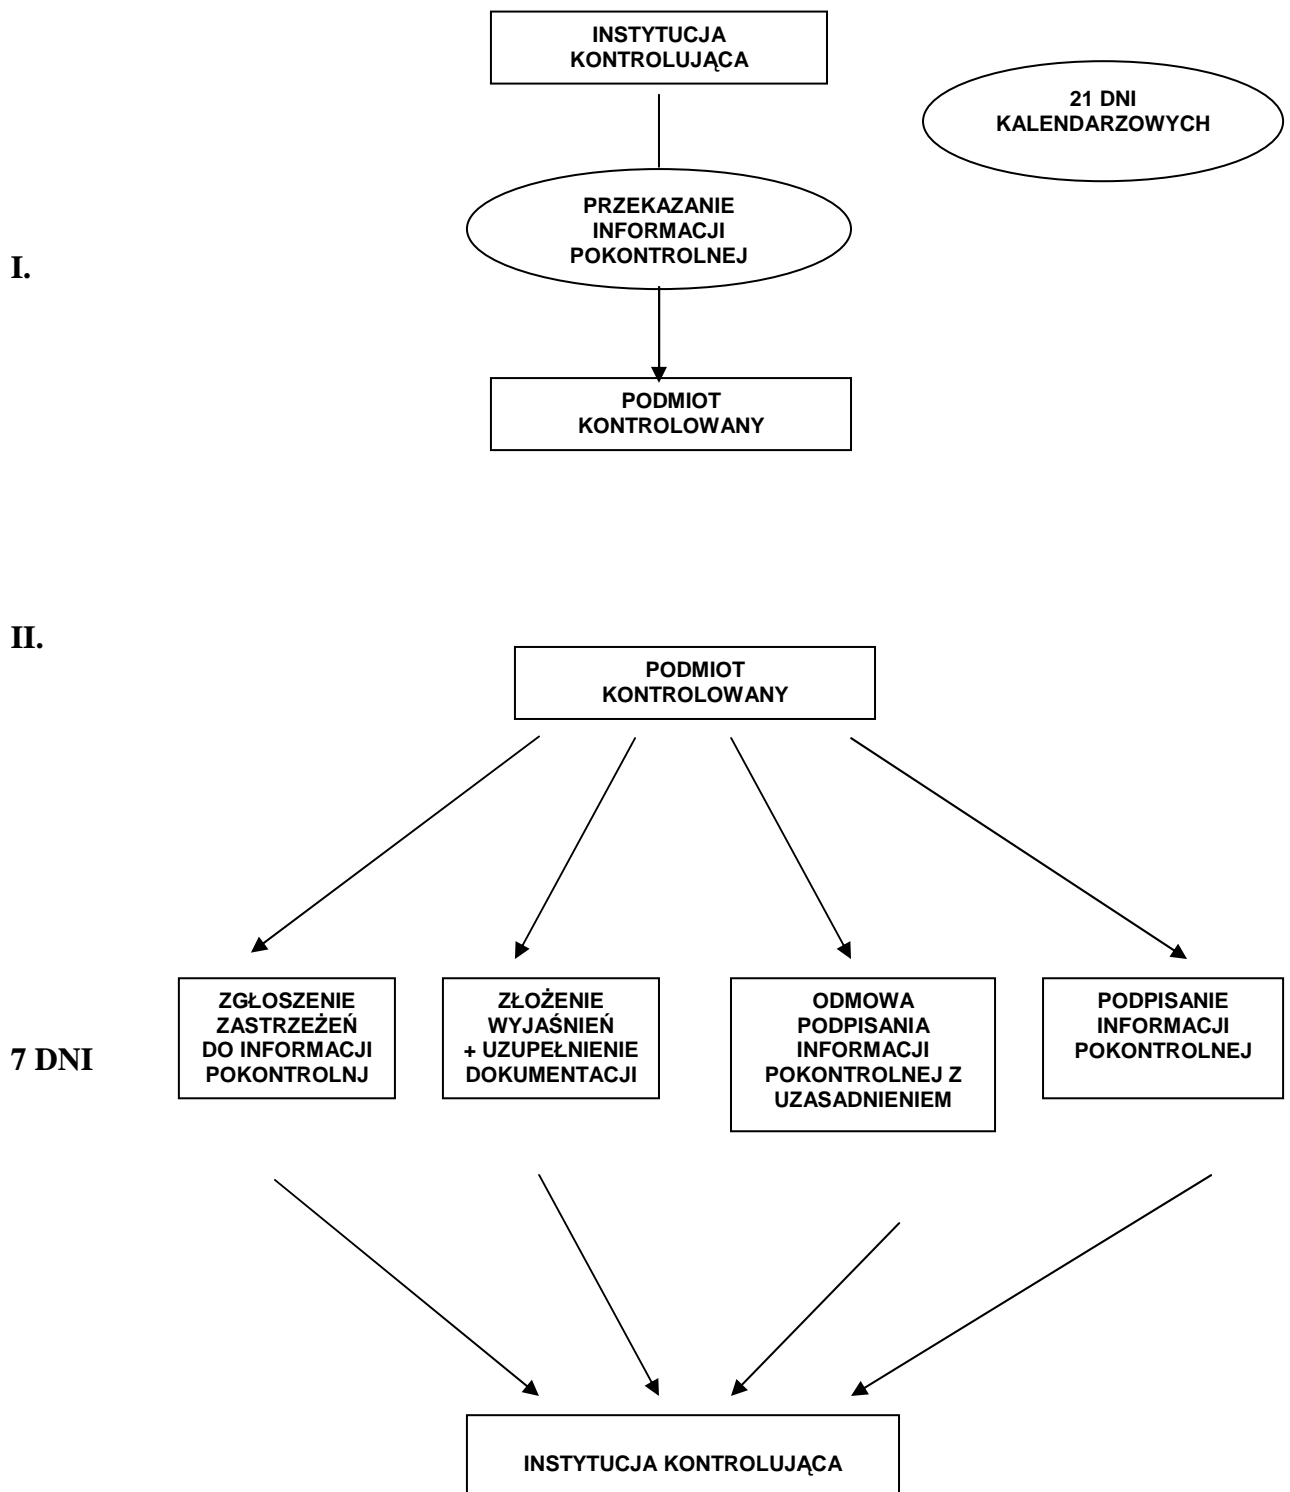 INSTYTUCJA
KONTROLUJĄCA
21 DNI
KALENDARZOWYCH
PRZEKAZANIE
INFORMACJI
POKONTROLNEJ
I.
PODMIOT
KONTROLOWANY
II.
PODMIOT
KONTROLOWANY
7 DNI
ZGŁOSZENIE
ZASTRZEŻEŃ
DO INFORMACJI
POKONTROLNJ
ZŁOŻENIE
WYJAŚNIEŃ
+ UZUPEŁNIENIE
DOKUMENTACJI
ODMOWA
PODPISANIA
INFORMACJI
POKONTROLNEJ Z
UZASADNIENIEM
PODPISANIE
INFORMACJI
POKONTROLNEJ
INSTYTUCJA KONTROLUJĄCA